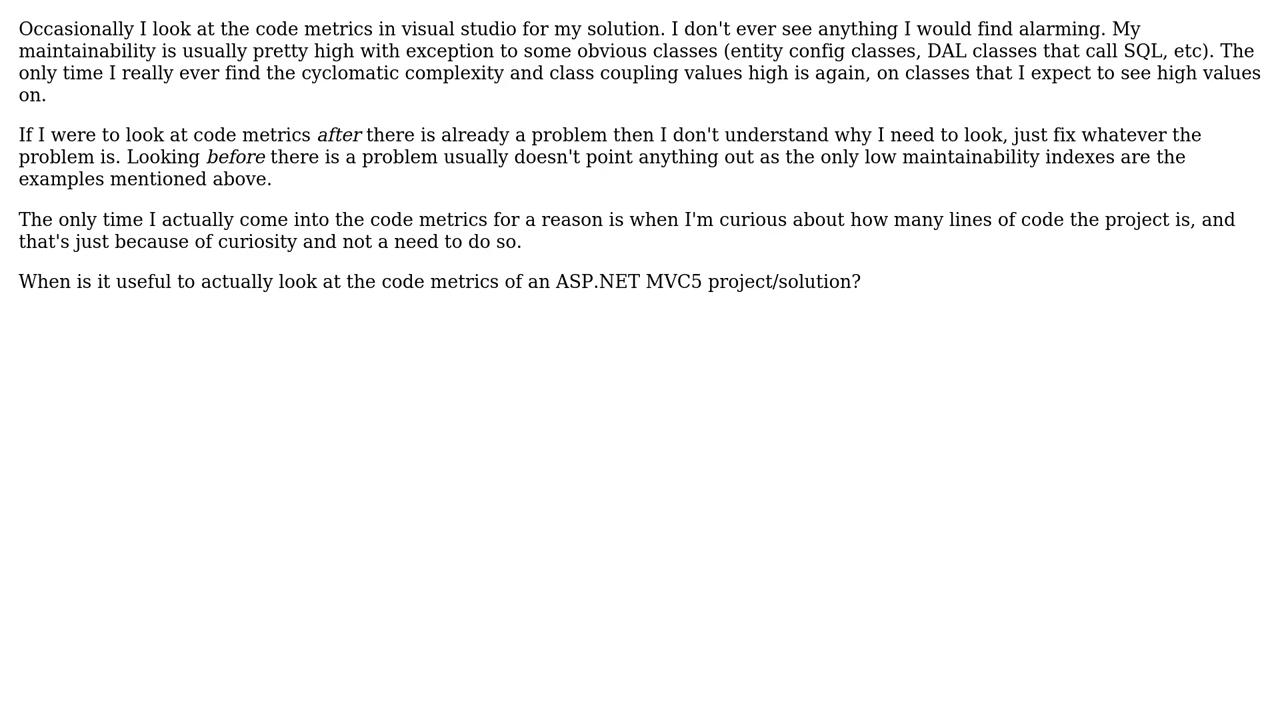 Occasionally I look at the code metrics in visual studio for my solution. I don't ever see anything I would find alarming. My
maintainability is usually pretty high with exception to some obvious classes (entity config classes, DAL classes that call SQL, etc). The
only time I really ever find the cyclomatic complexity and class coupling values high is again, on classes that I expect to see high values
on.
If I were to look at code metrics after there is already a problem then I don't understand why I need to look, just fix whatever the
problem is. Looking before there is a problem usually doesn't point anything out as the only low maintainability indexes are the
examples mentioned above.
The only time I actually come into the code metrics for a reason is when I'm curious about how many lines of code the project is, and
that's just because of curiosity and not a need to do so.
When is it useful to actually look at the code metrics of an ASP.NET MVC5 project/solution?